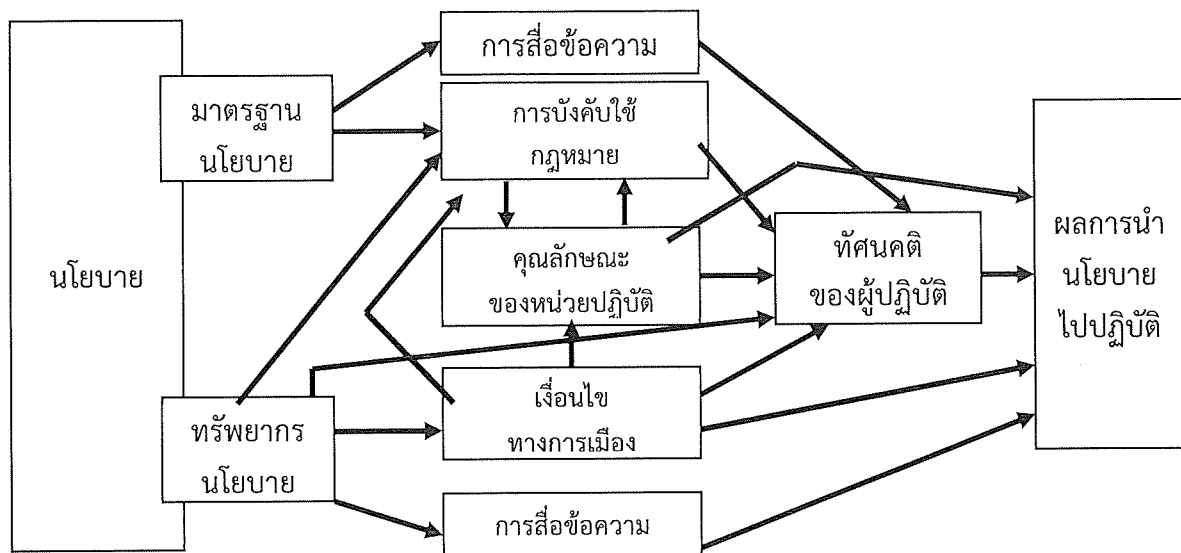 การสื่อข้อความ
มาตรฐาน
นโยบาย
การบังคับใช้
กฎหมาย
นโยบาย
คุณลักษณะ
ของหน่วยปฏิบัติ
ทัศนคติ
ของผู้ปฏิบัติ
ผลการนำ
นโยบาย
ไปปฏิบัติ
ทรัพยากร
นโยบาย
เงื่อนไข
ทางการเมือง
การสื่อข้อความ